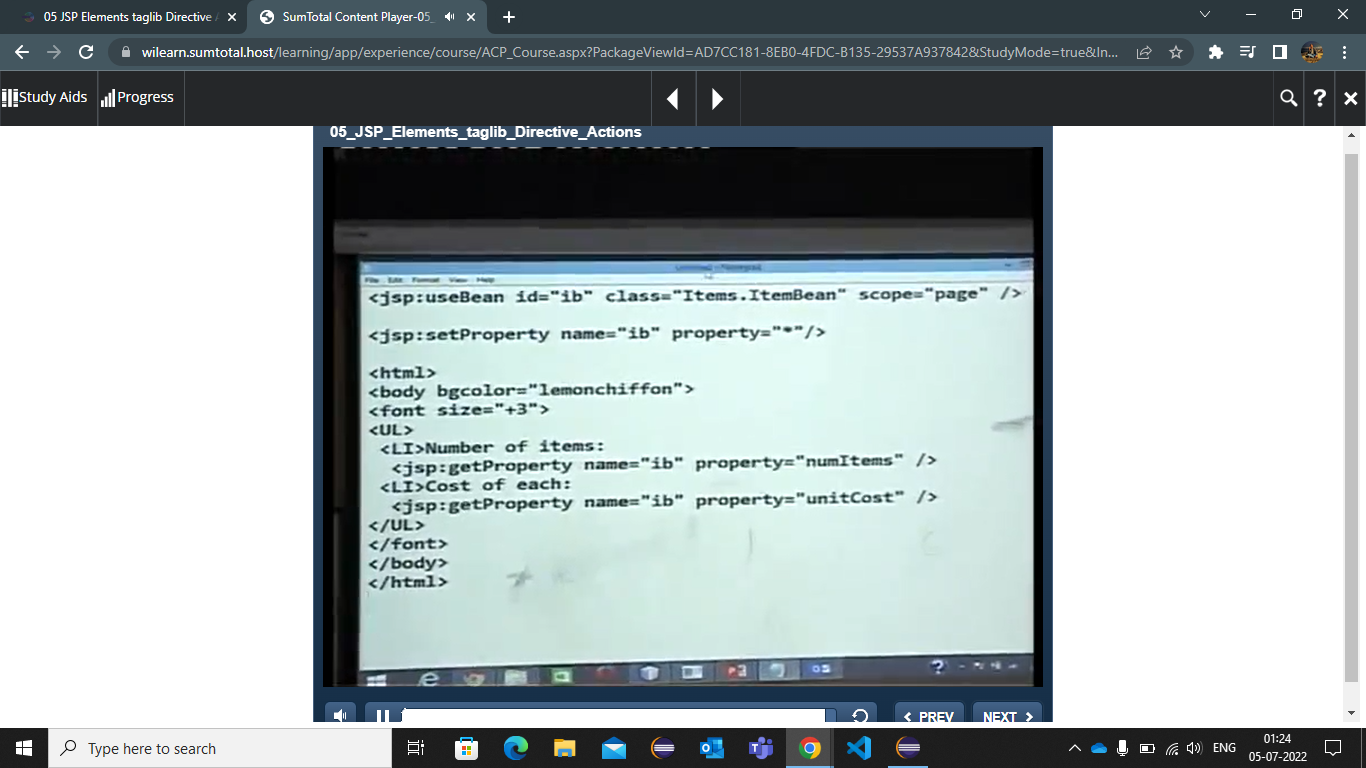 05 JSP Elements taglib Directive A
SumTotal Content Player-05_
wilearn.sumtotal.host/learning/app/experience/course/ACP_Course.aspx?PackageViewId=AD7CC181-8EB0-4FDC-B135-29537A937842&StudyMode=true&In...
Study Aids
Progress
05_JSP_Elements_taglib_Directive_Actions
File Edit Format View Help
<jsp:useBean id="ib" class="Items.ItemBean" scope="page" />
<jsp:setProperty name="ib" property="*"/>
<html>
<body bgcolor="lemonchiffon">
<font size="+3">
<UL>
<LI>Number of items:
<jsp:getProperty name="ib" property="numItems" />
<LI>Cost of each:
<jsp:getProperty name="ib" property="unitCost" />
</UL>
</font>
</body>
</html>
PREV
NEXT
Type here to search
ENG
01:24
05-07-2022